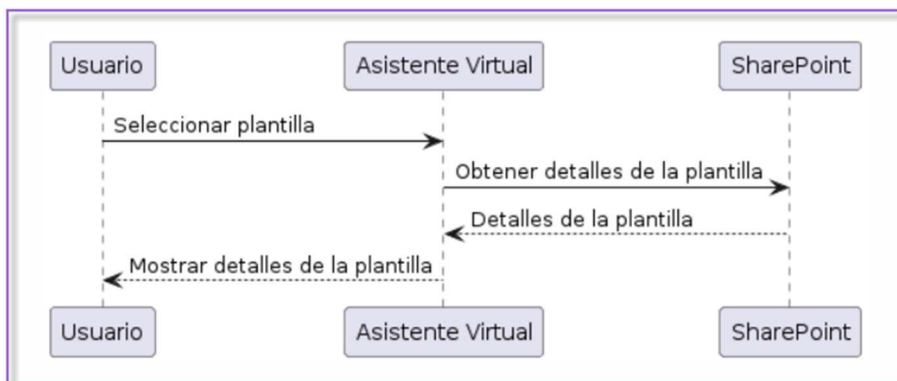 Usuario
Asistente Virtual
SharePoint
Seleccionar plantilla
Obtener detalles de la plantilla
Detalles de la plantilla
Mostrar detalles de la plantilla
Usuario
Asistente Virtual
SharePoint